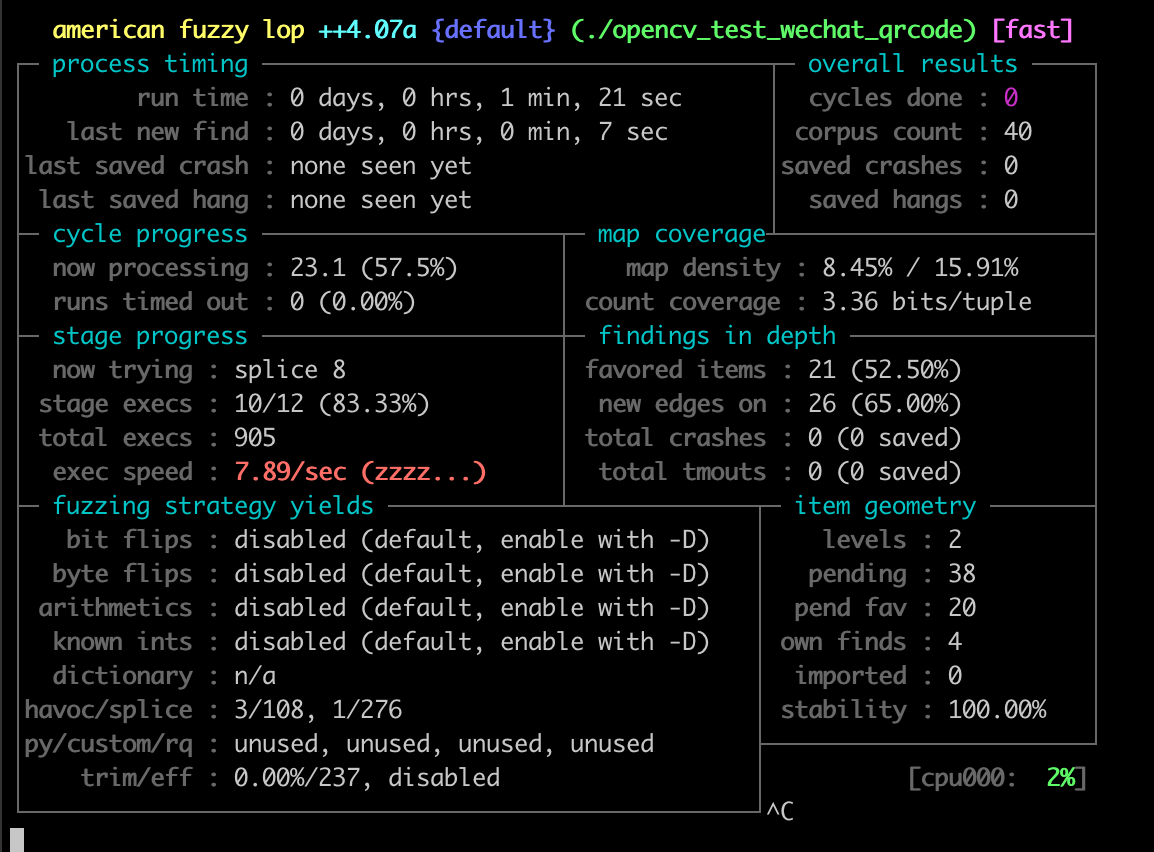 american fuzzy lop ++4.07a {default} (./opencv_test_wechat_qrcode) [fast]
process timing overall results
run time : 0 days, 0 hrs, 1 min, 21 sec cycles done : 0
last new find : 0 days, 0 hrs, 0 min, 7 sec corpus count : 40
last saved crash : none seen yet saved crashes : 0
last saved hang : none seen yet saved hangs : 0
cycle progress map coverage
now processing : 23.1 (57.5%) map density : 8.45% / 15.91%
runs timed out : 0 (0.00%) count coverage : 3.36 bits/tuple
stage progress findings in depth
now trying : splice 8 favored items : 21 (52.50%)
stage execs : 10/12 (83.33%) new edges on : 26 (65.00%)
total execs : 905 total crashes : 0 (0 saved)
exec speed : 7.89/sec (zzzz...) total tmouts : 0 (0 saved)
fuzzing strategy yields item geometry
bit flips : disabled (default, enable with -D) levels : 2
byte flips : disabled (default, enable with -D) pending : 38
arithmetics : disabled (default, enable with -D) pend fav : 20
known ints : disabled (default, enable with -D) own finds : 4
dictionary : n/a imported : 0
havoc/splice : 3/108, 1/276 stability : 100.00%
py/custom/rq : unused, unused, unused, unused
trim/eff : 0.00%/237, disabled [cpu000: 2%]
^C